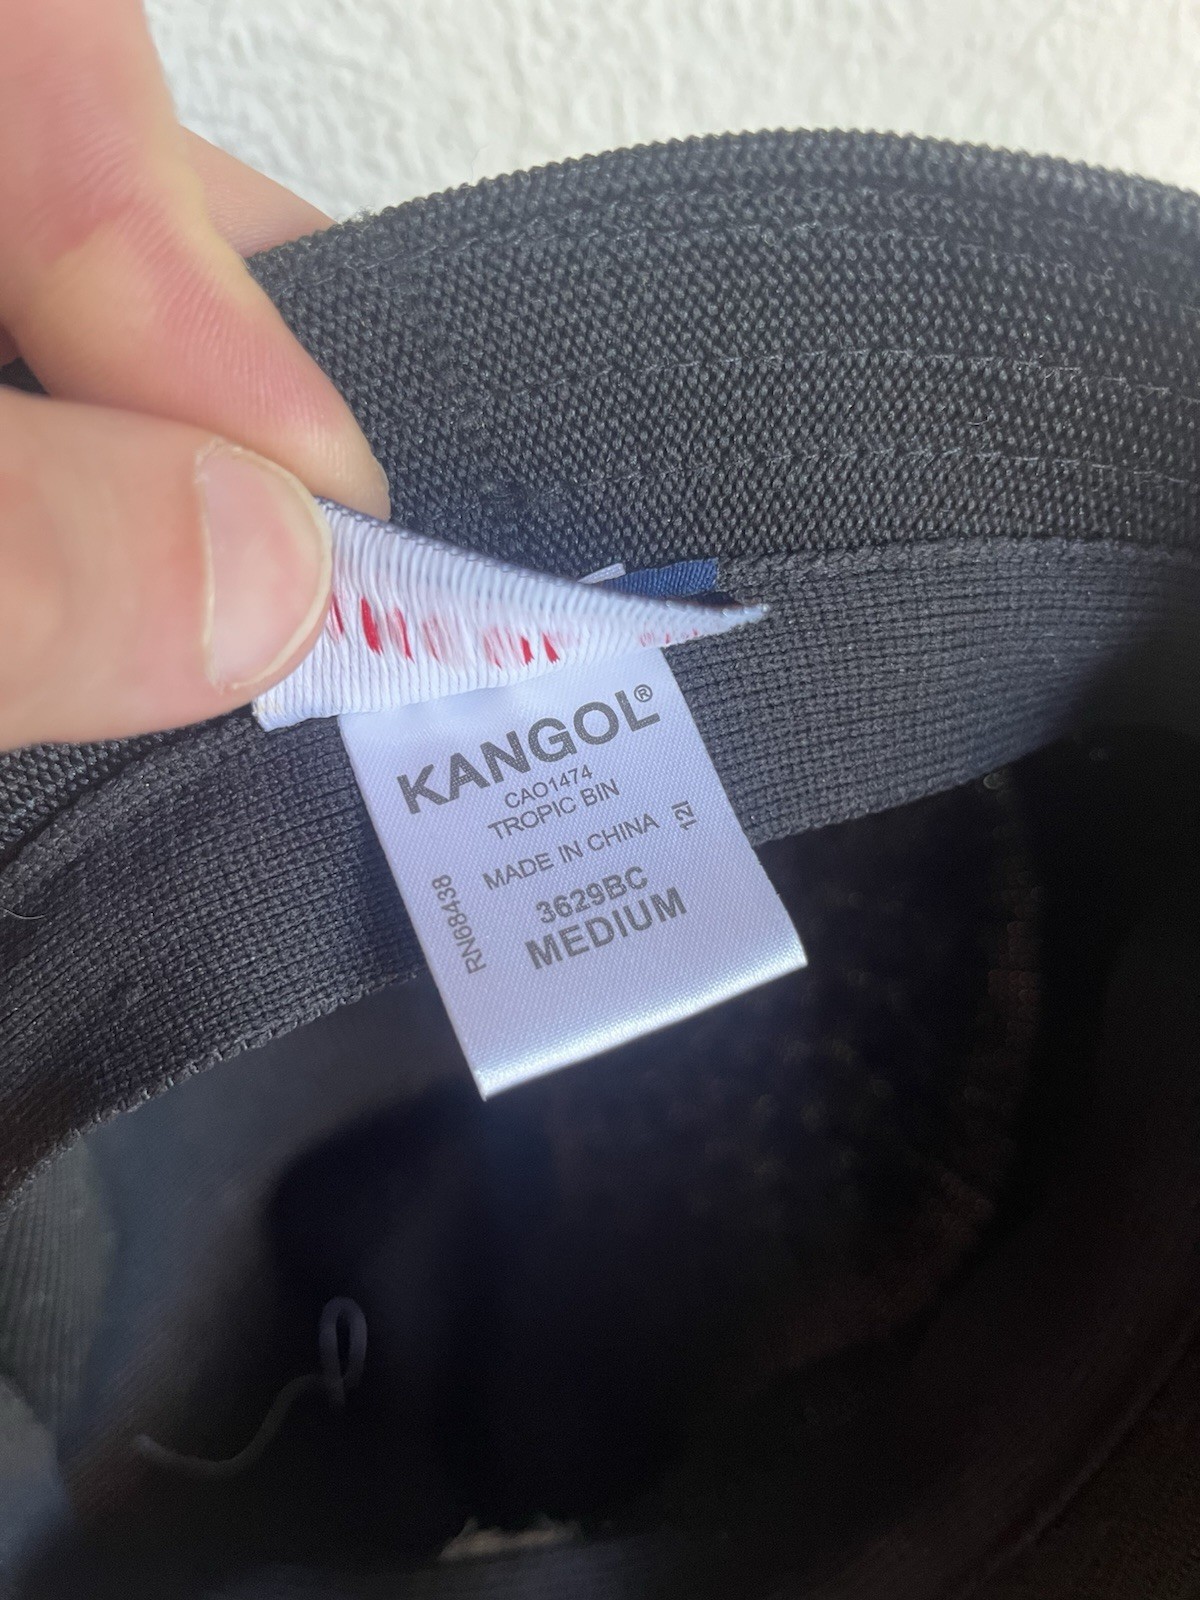 KANGOL®
CAO1474
TROPIC BIN
MADE IN CHINA
12I
RN68438
3629BC
MEDIUM